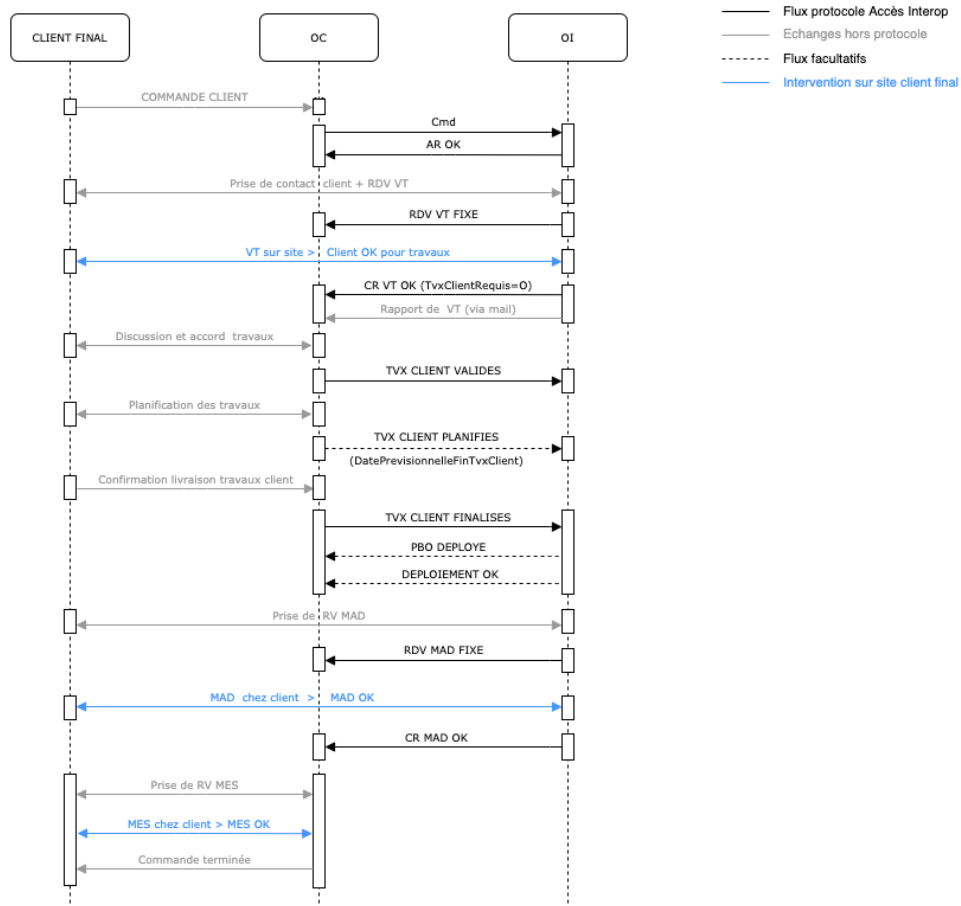 CLIENT FINAL
OC
OI
Flux protocole Accès Interop
Echanges hors protocole
Flux facultatifs
Intervention sur site client final
COMMANDE CLIENT
Cmd
AR OK
Prise de contact client + RDV VT
RDV VT FIXE
VT sur site > Client OK pour travaux
CR VT OK (TvxClientRequis=O)
Rapport de VT (via mail)
Discussion et accord travaux
TVX CLIENT VALIDES
Planification des travaux
TVX CLIENT PLANIFIES
(DatePrevisionnelleFinTvxClient)
Confirmation livraison travaux client
TVX CLIENT FINALISES
PBO DEPLOYE
DEPLOIEMENT OK
Prise de RV MAD
RDV MAD FIXE
MAD chez client > MAD OK
CR MAD OK
Prise de RV MES
MES chez client > MES OK
Commande terminée